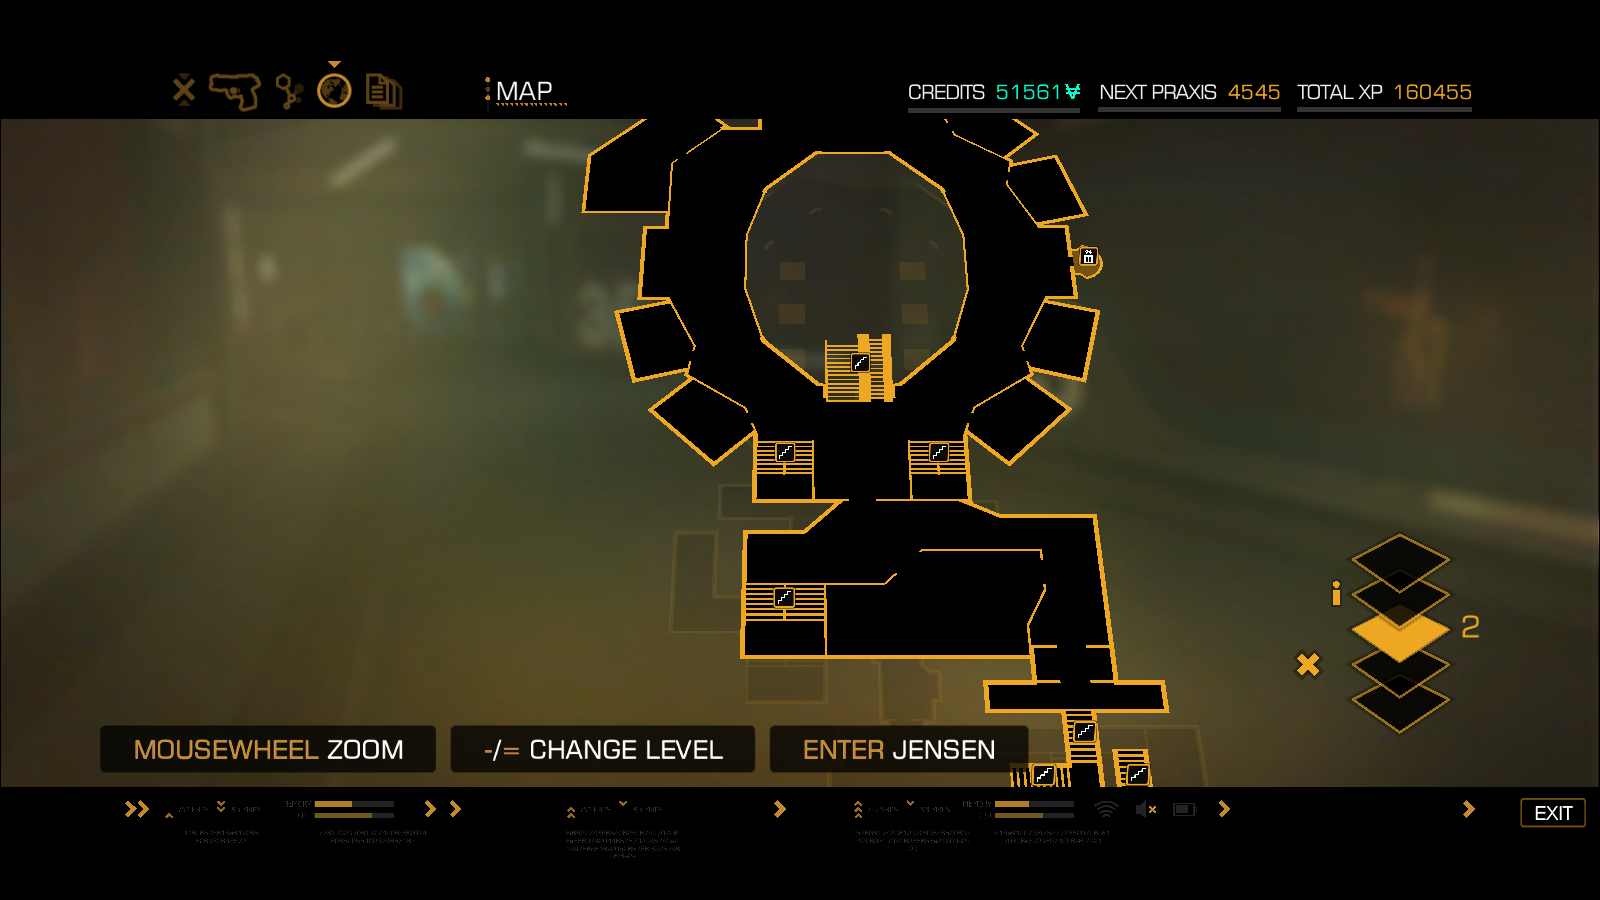 MAP
CREDITS 51561
NEXT PRAXIS 4545
TOTAL XP 160455
2
MOUSEWHEEL ZOOM
-/= CHANGE LEVEL
ENTER JENSEN
EXIT